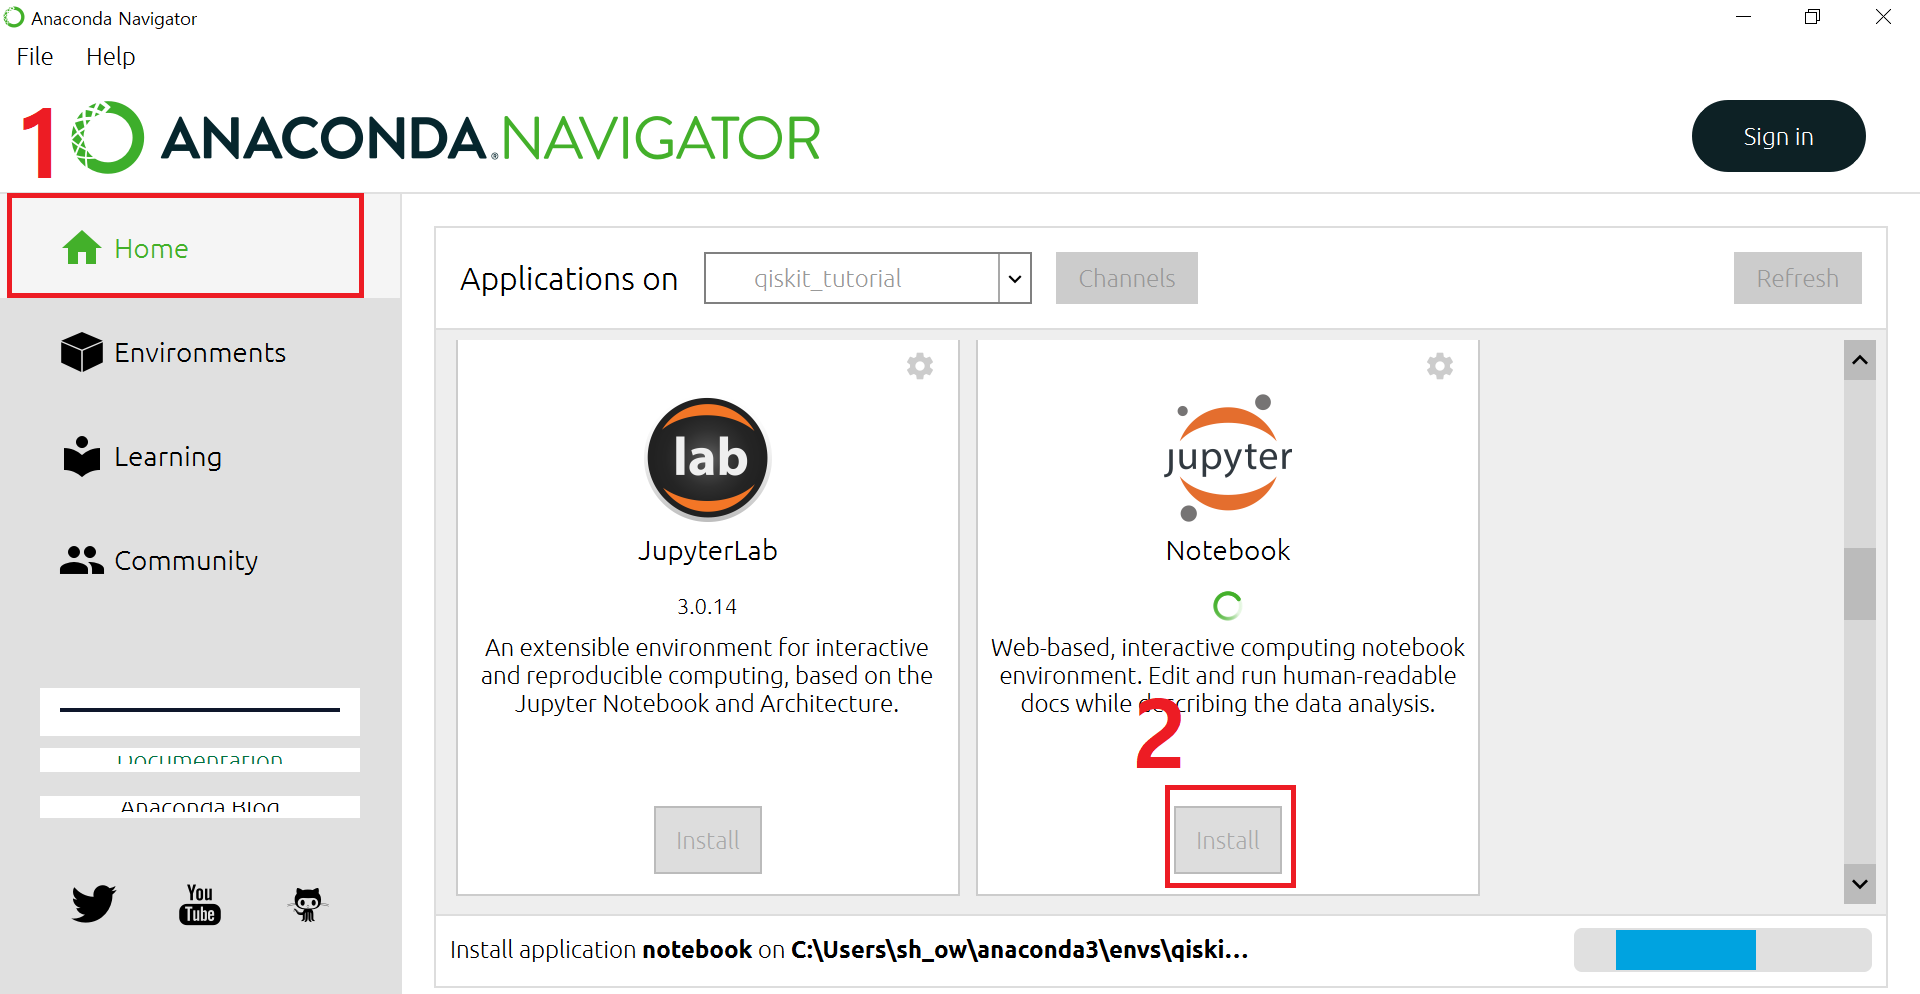 Anaconda Navigator
File Help
1 ANACONDA.NAVIGATOR
Sign in
Home
Applications on qiskit_tutorial Channels Refresh
Environments
Learning
Community
Documentation
Anaconda Blog
You
Tube
lab
JupyterLab
3.0.14
An extensible environment for interactive
and reproducible computing, based on the
Jupyter Notebook and Architecture.
Install
jupyter
Notebook
Web-based, interactive computing notebook
environment. Edit and run human-readable
docs while describing the data analysis.
2
Install
Install application notebook on C:\Users\sh_ow\anaconda3\envs\qiski...